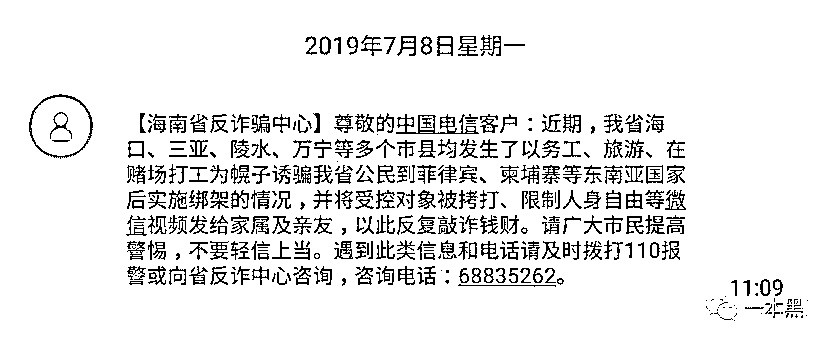 2019年7月8日星期一
【海南省反诈骗中心】尊敬的中国电信客户：近期，我省海
口、三亚、陵水、万宁等多个市县均发生了以务工、旅游、在
赌场打工为幌子诱骗我省公民到菲律宾、柬埔寨等东南亚国家
后实施绑架的情况，并将受控对象被拷打、限制人身自由等微
信视频发给家属及亲友，以此反复敲诈钱财。请广大市民提高
警惕，不要轻信上当。遇到此类信息和电话请及时拨打110报
警或向省反诈中心咨询，咨询电话：68835262。
11:09
一本黑